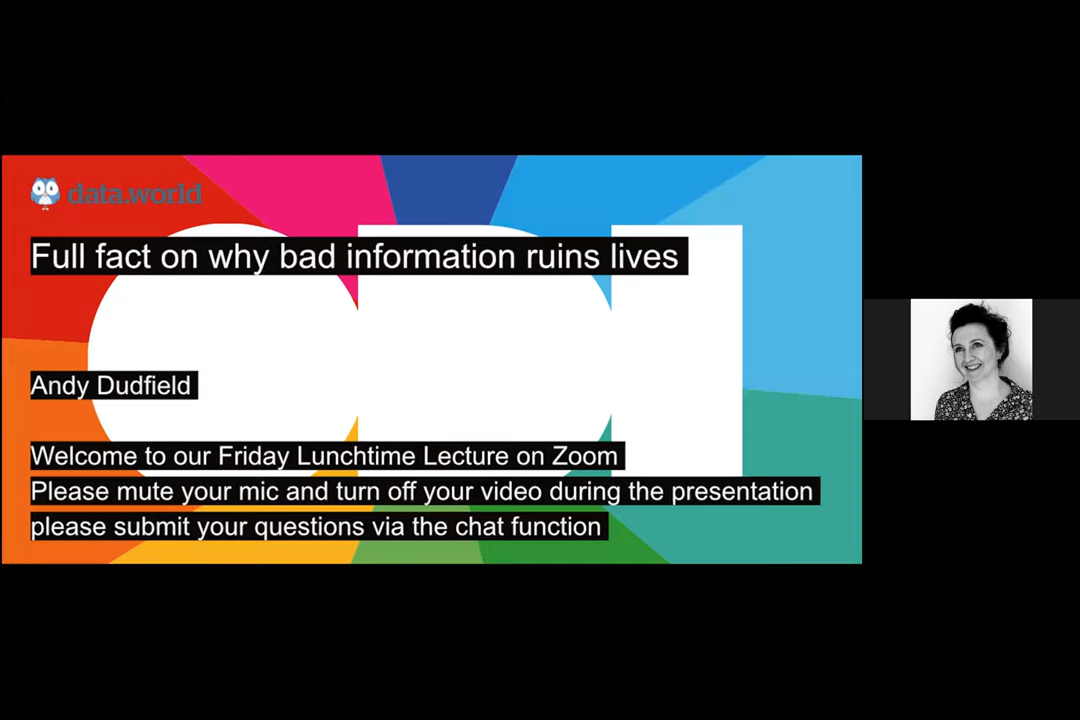 data.world
Full fact on why bad information ruins lives
Andy Dudfield
Welcome to our Friday Lunchtime Lecture on Zoom
Please mute your mic and turn off your video during the presentation
please submit your questions via the chat function